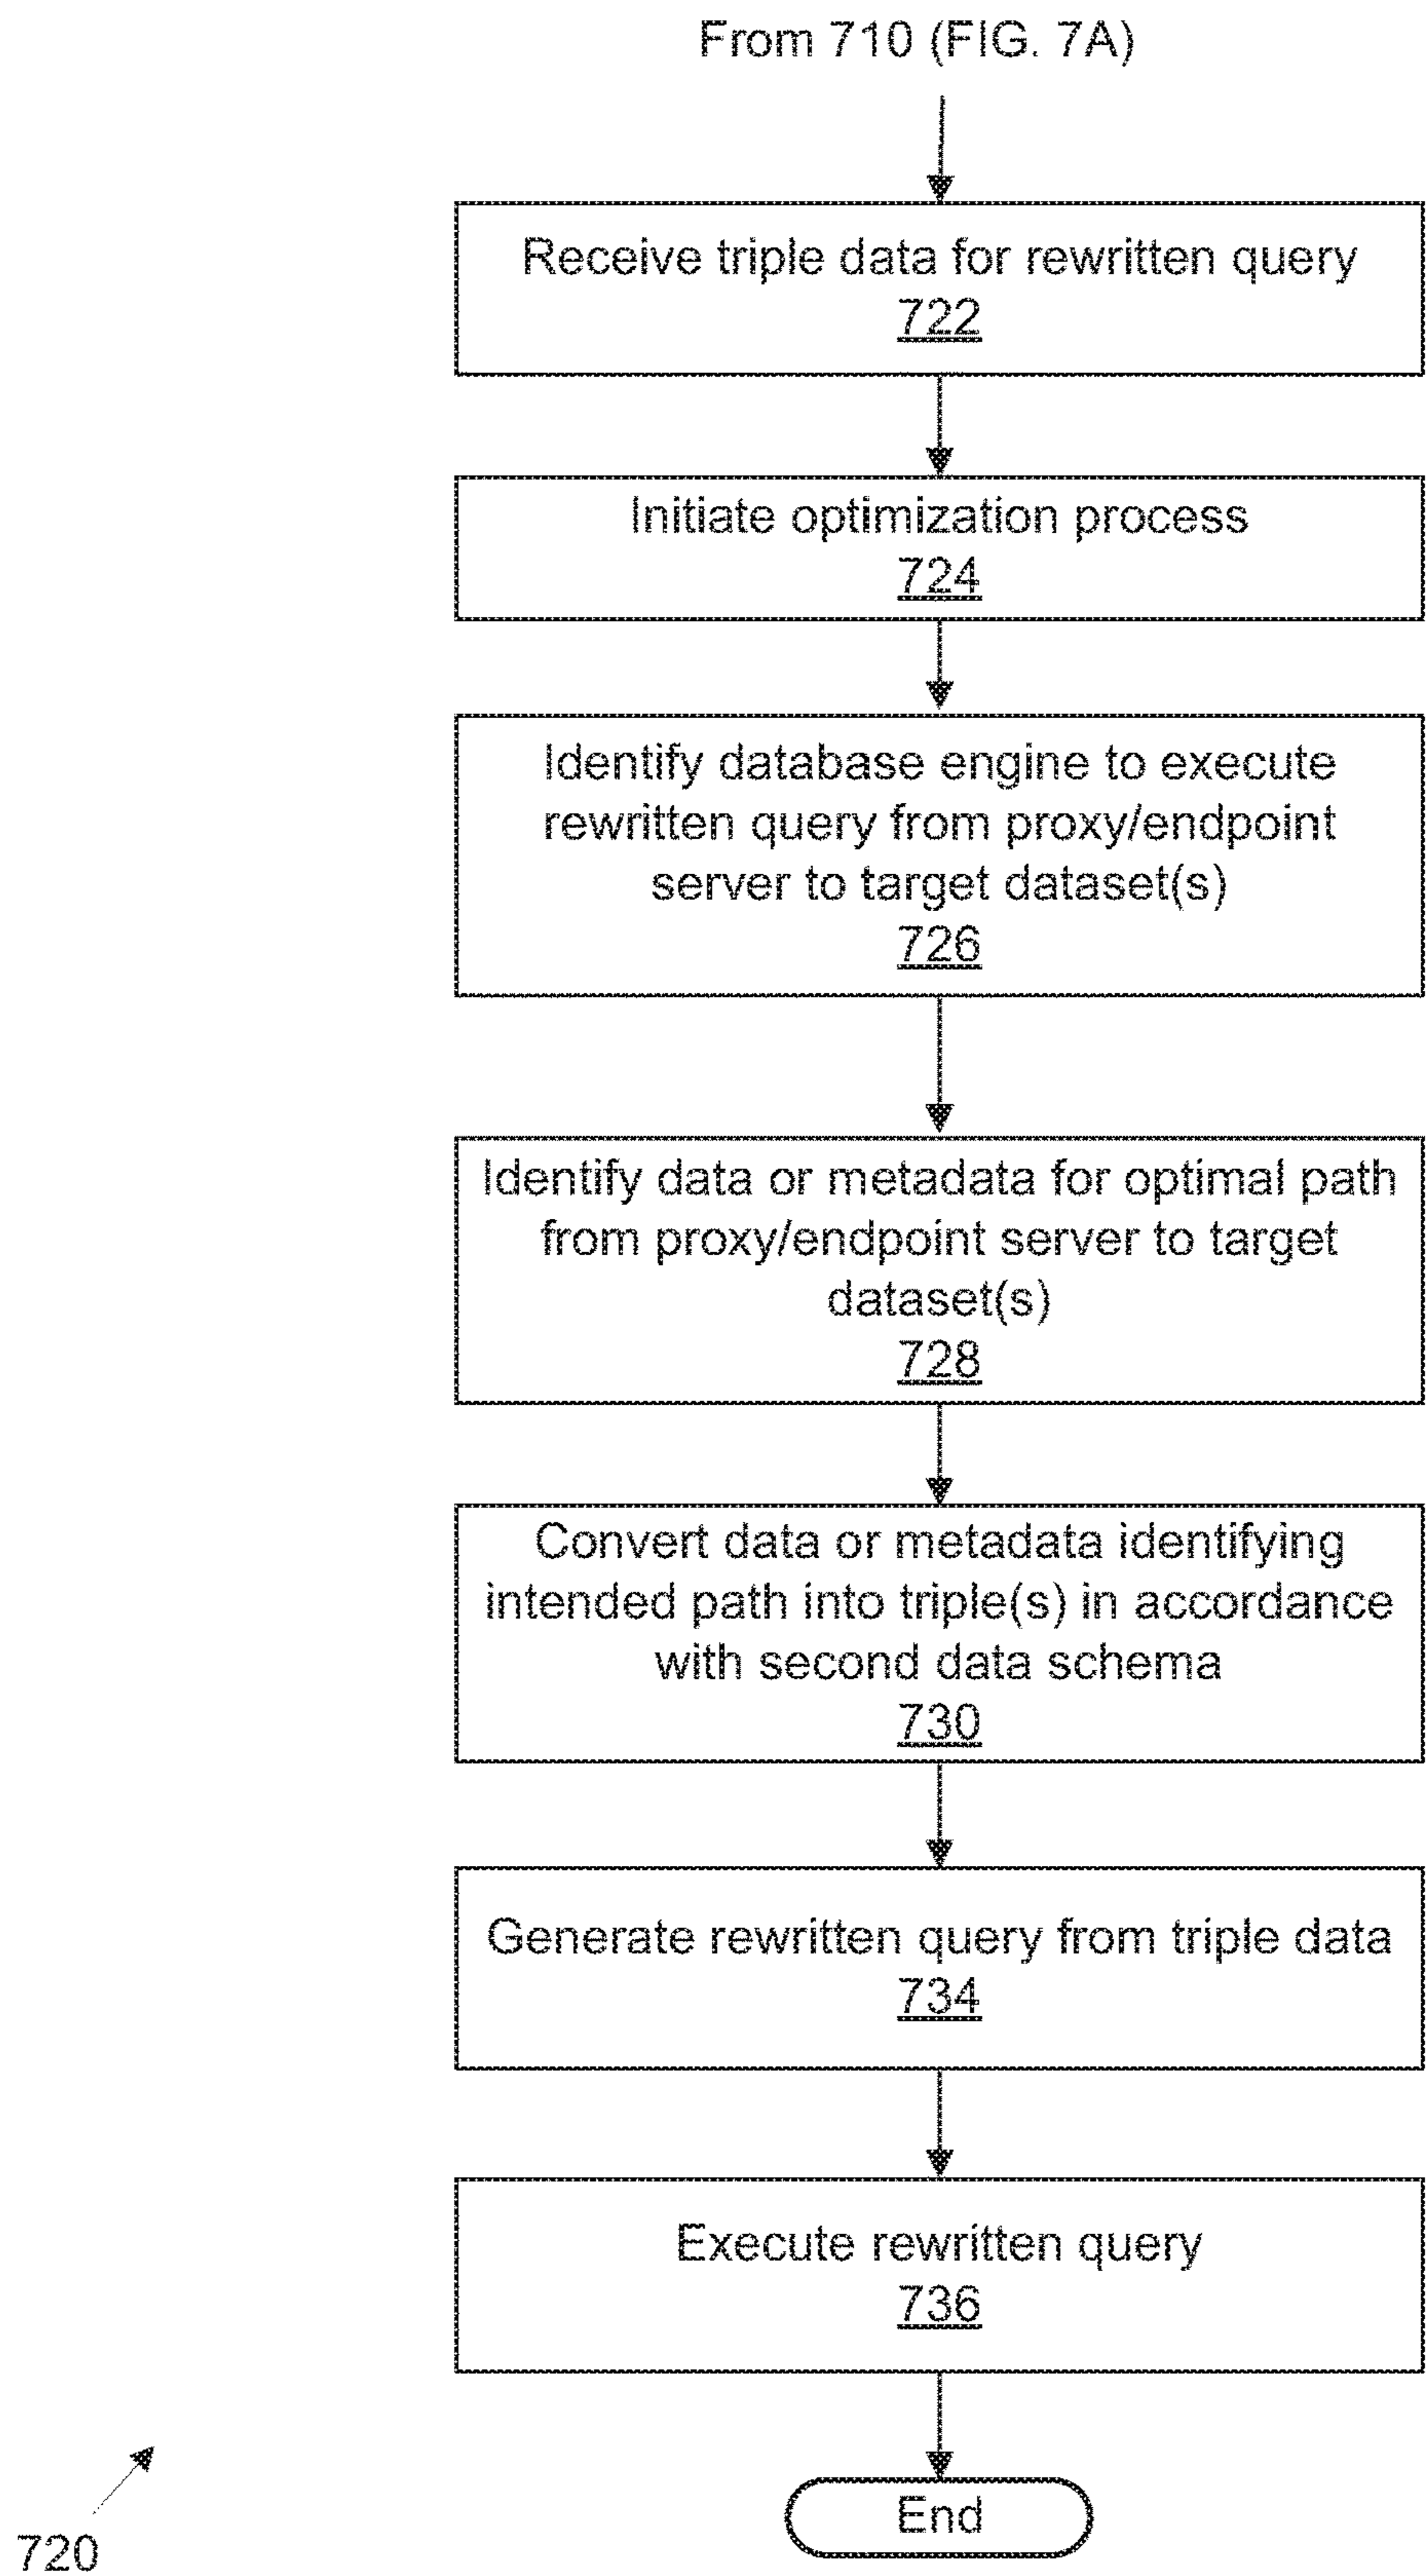 From 710 (FIG. 7A)
Receive triple data for rewritten query
722
Initiate optimization process
724
Identify database engine to execute
rewritten query from proxy/endpoint
server to target dataset(s)
726
Identify data or metadata for optimal path
from proxy/endpoint server to target
dataset(s)
728
Convert data or metadata identifying
intended path into triple(s) in accordance
with second data schema
730
Generate rewritten query from triple data
734
Execute rewritten query
736
End
720